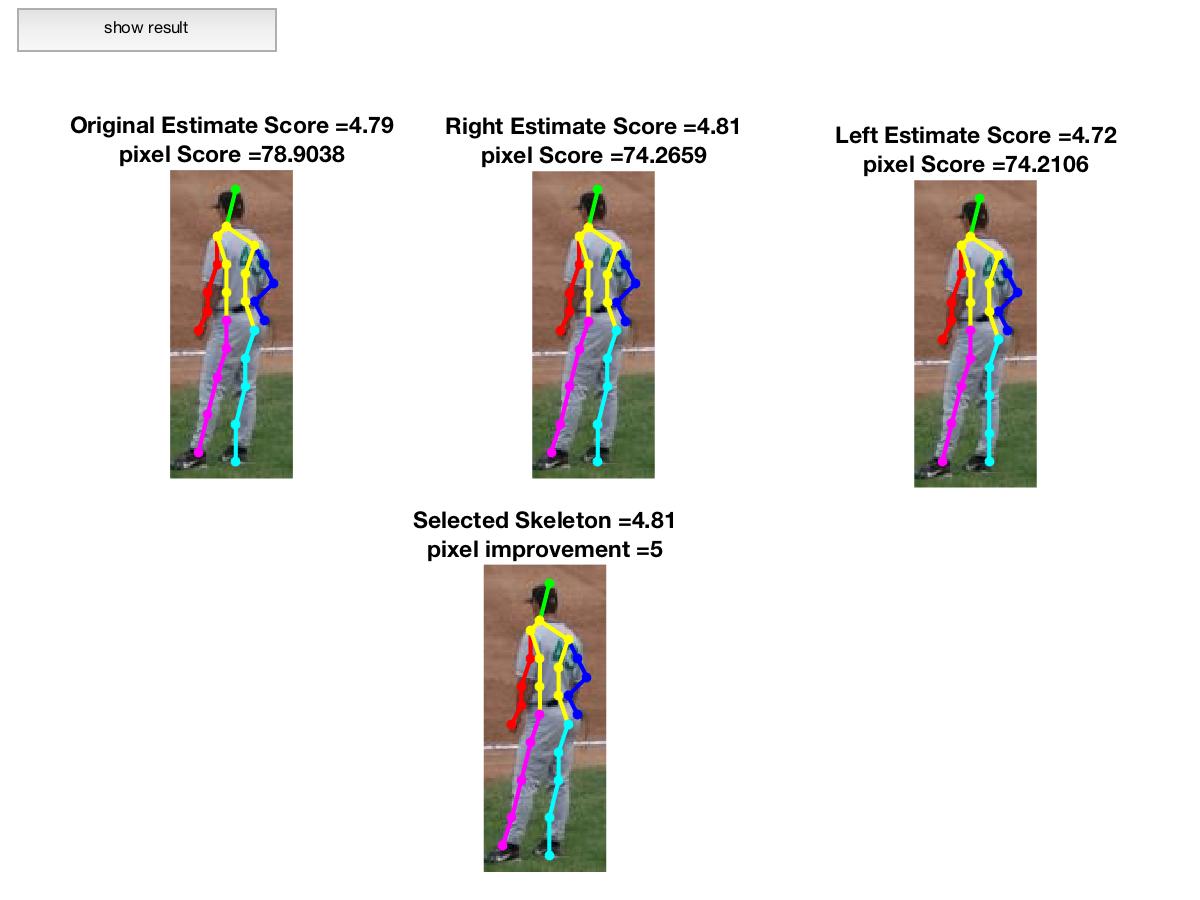 show result
Original Estimate Score =4.79
pixel Score =78.9038
Right Estimate Score =4.81
pixel Score =74.2659
Left Estimate Score =4.72
pixel Score =74.2106
Selected Skeleton =4.81
pixel improvement =5